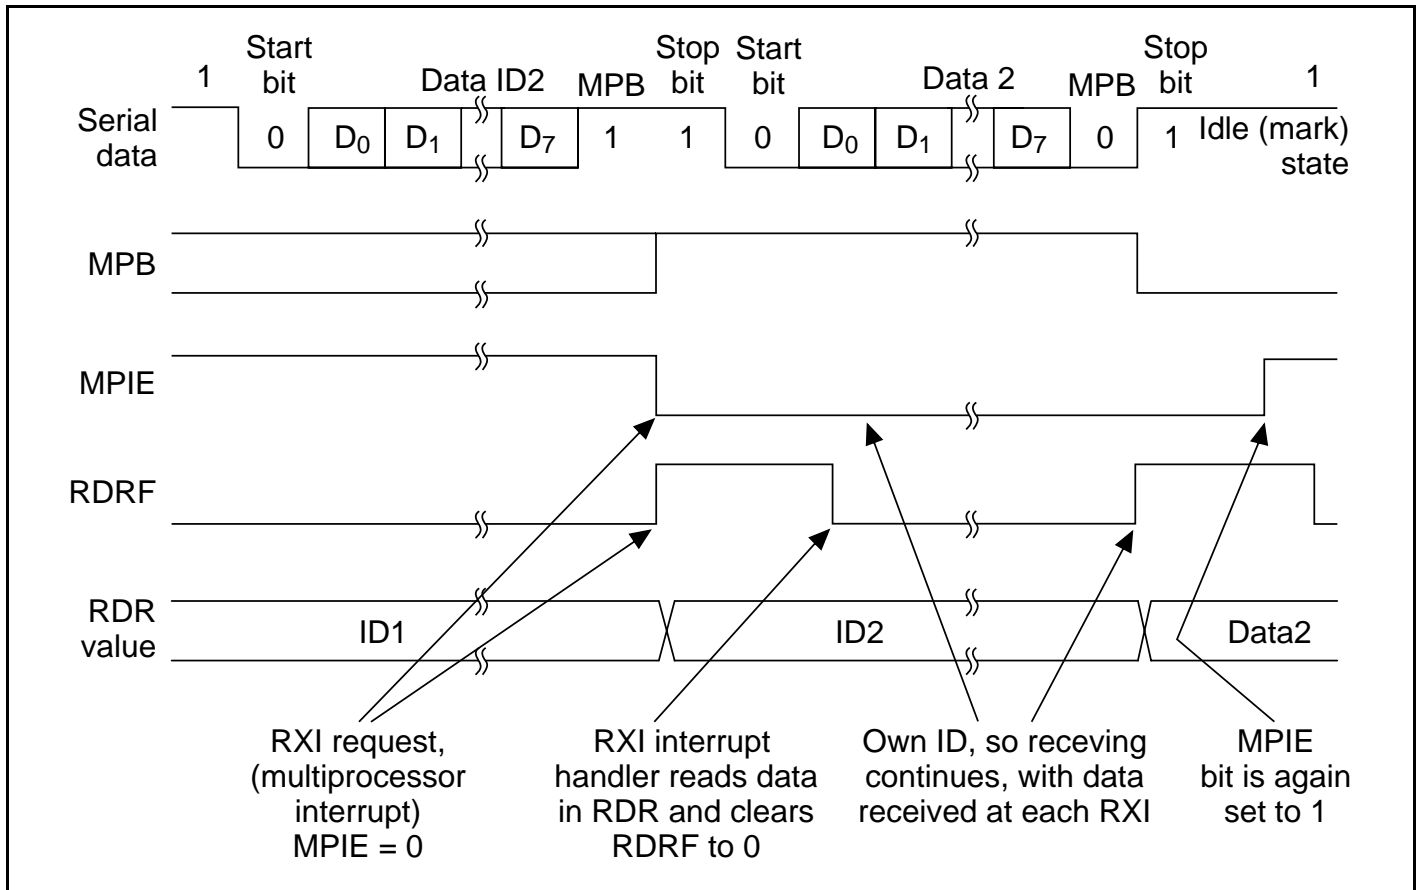 Start bit
Stop bit
Start bit
Stop bit
1
Data ID2
MPB
Data 2
MPB
1
Serial data
0
D0
D1
D7
1
1
0
D0
D1
D7
0
1
Idle (mark) state
MPB
MPIE
RDRF
RDR value
ID1
ID2
Data2
RXI request,
(multiprocessor
interrupt)
MPIE = 0
RXI interrupt
handler reads data
in RDR and clears
RDRF to 0
Own ID, so receving
continues, with data
received at each RXI
MPIE
bit is again
set to 1